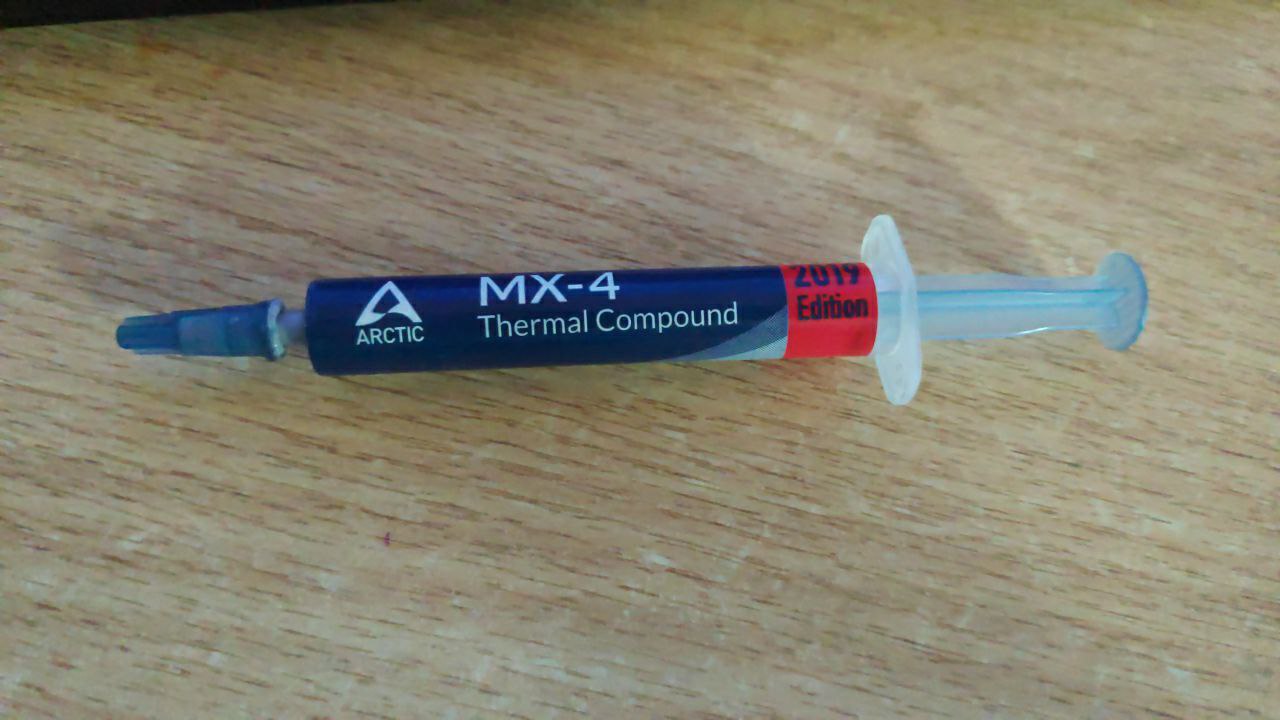 ARCTIC
MX-4
Thermal Compound
2019
Edition